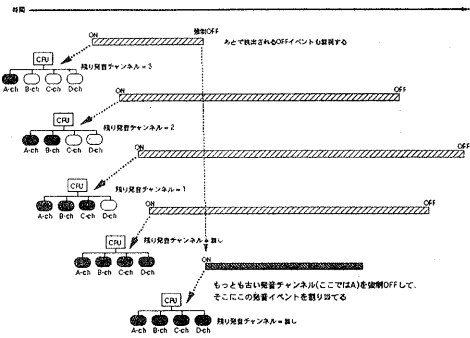 時間
ON
強制OFF
あとで検出されるOFFイベントも監視する
CPU
残り発音チャンネル=3
A-ch B-ch C-ch D-ch
ON
OFF
CPU
残り発音チャンネル=2
A-ch B-ch C-ch D-ch
ON
OFF
CPU
残り発音チャンネル=1
A-ch B-ch C-ch D-ch
ON
OFF
CPU
残り発音チャンネル=無し
A-ch B-ch C-ch D-ch
ON
もっとも古い発音チャンネル(ここではA)を強制OFFして、
そこにこの発音イベントを割り当てる
CPU
残り発音チャンネル=無し
A-ch B-ch C-ch D-ch